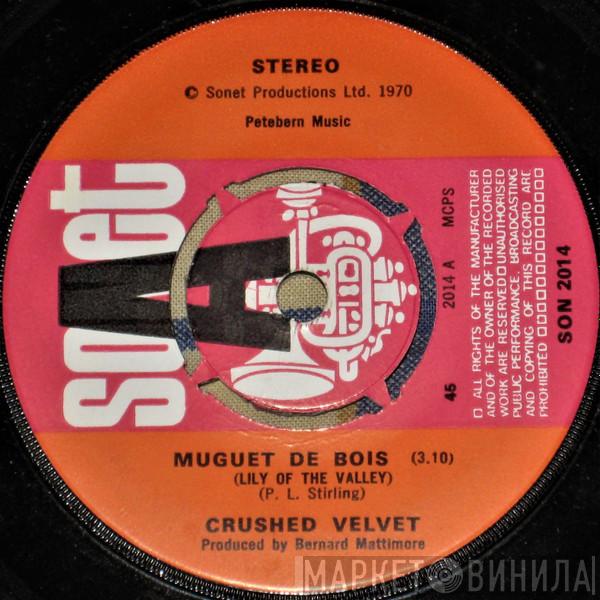 STEREO
© Sonet Productions Ltd. 1970
Petebern Music
sonet
A
2014 A MCPS
45
□ ALL RIGHTS OF THE MANUFACTURER
AND OF THE OWNER OF THE RECORDED
WORK ARE RESERVED □ UNAUTHORISED
PUBLIC PERFORMANCE, BROADCASTING
AND COPYING OF THIS RECORD ARE
PROHIBITED □□□□□□□□□□□□□
SON 2014
MUGUET DE BOIS (3.10)
(LILY OF THE VALLEY)
(P. L. Stirling)
CRUSHED VELVET
Produced by Bernard Mattimore
МАРКЕТ ВИНИЛА